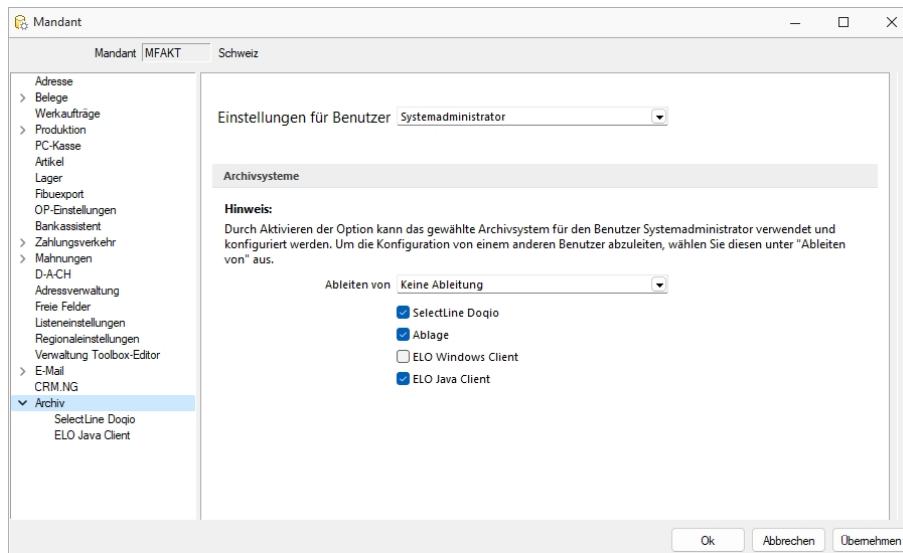 Mandant
Mandant MFAKT Schweiz
Adresse
Belege
Werkaufträge
Produktion
PC-Kasse
Artikel
Lager
Fibuexport
OP-Einstellungen
Bankassistent
Zahlungsverkehr
Mahnungen
D-A-CH
Adressverwaltung
Freie Felder
Listeneinstellungen
Regionaleinstellungen
Verwaltung Toolbox-Editor
E-Mail
CRM.NG
Archiv
SelectLine Doqio
ELO Java Client
Einstellungen für Benutzer Systemadministrator
Archivsysteme
Hinweis:
Durch Aktivieren der Option kann das gewählte Archivsystem für den Benutzer Systemadministrator verwendet und
konfiguriert werden. Um die Konfiguration von einem anderen Benutzer abzuleiten, wählen Sie diesen unter "Ableiten
von" aus.
Ableiten von Keine Ableitung
SelectLine Doqio
Ablage
ELO Windows Client
ELO Java Client
Ok Abbrechen Übernehmen